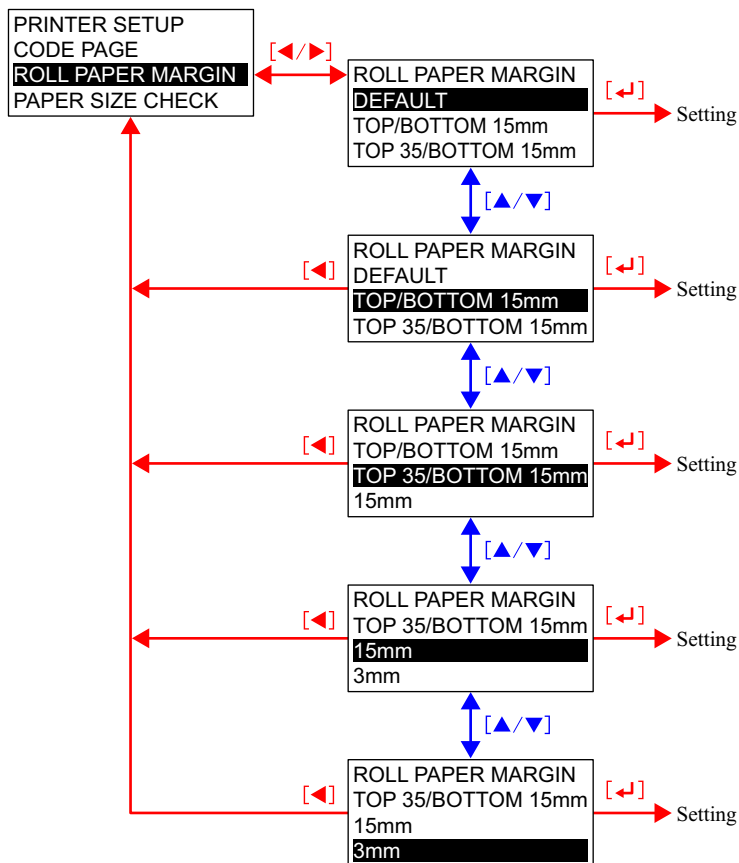 PRINTER SETUP
CODE PAGE
ROLL PAPER MARGIN
PAPER SIZE CHECK
[◀/▶]
ROLL PAPER MARGIN
DEFAULT
TOP/BOTTOM 15mm
TOP 35/BOTTOM 15mm
[↵]
Setting
[▲/▼]
[◀]
ROLL PAPER MARGIN
DEFAULT
TOP/BOTTOM 15mm
TOP 35/BOTTOM 15mm
[↵]
Setting
[▲/▼]
[◀]
ROLL PAPER MARGIN
TOP/BOTTOM 15mm
TOP 35/BOTTOM 15mm
15mm
[↵]
Setting
[▲/▼]
[◀]
ROLL PAPER MARGIN
TOP 35/BOTTOM 15mm
15mm
3mm
[↵]
Setting
[▲/▼]
[◀]
ROLL PAPER MARGIN
TOP 35/BOTTOM 15mm
15mm
3mm
[↵]
Setting